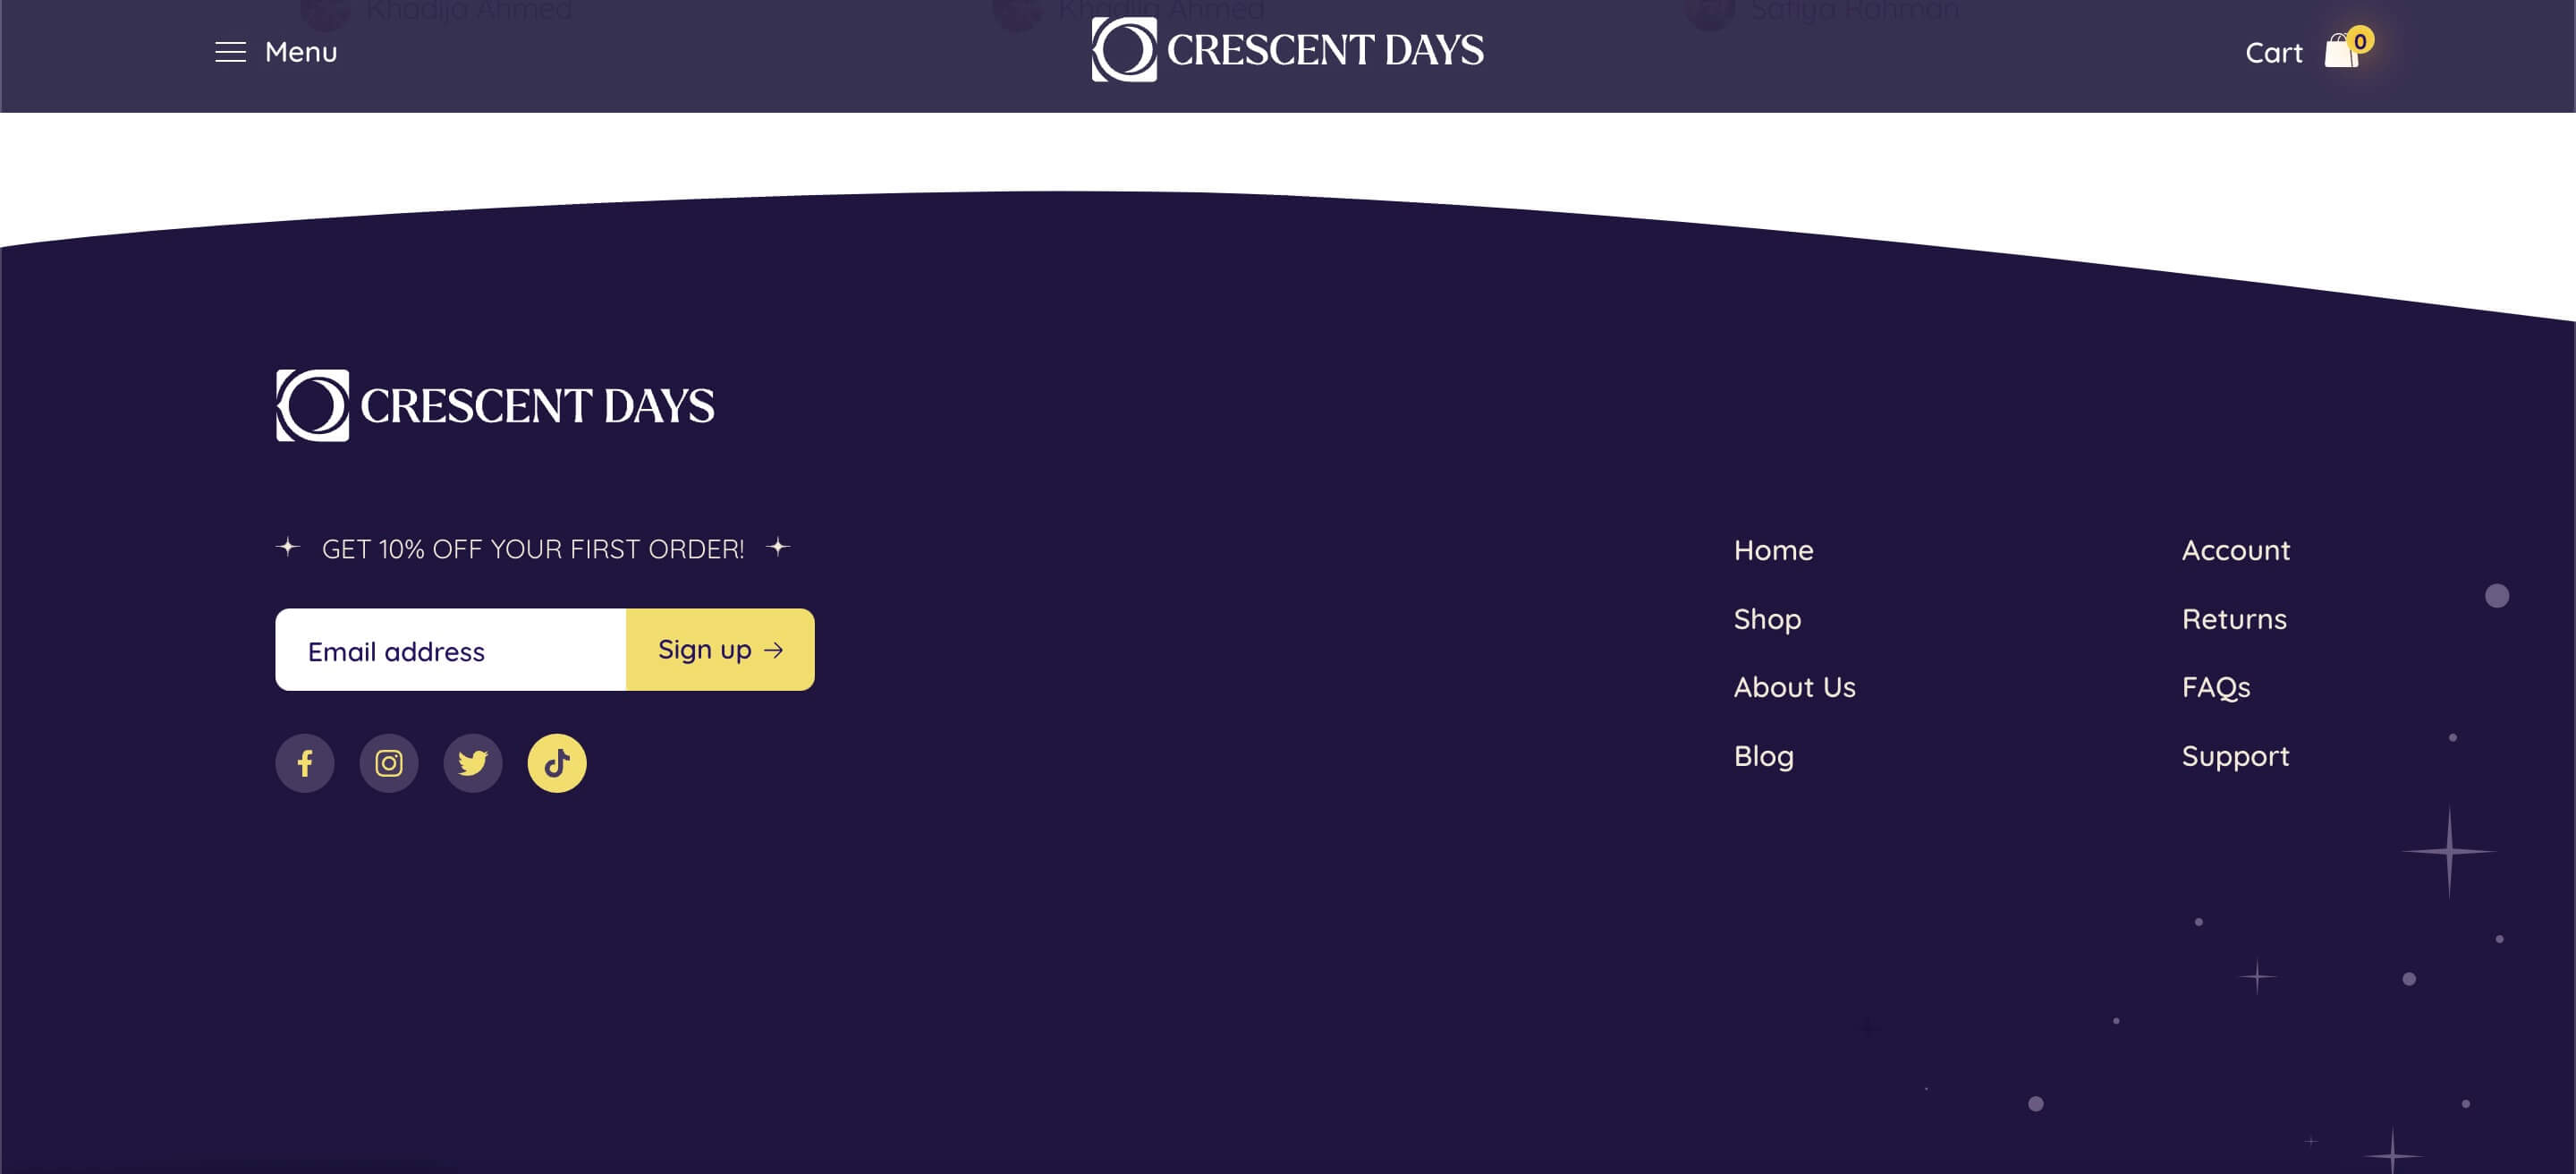 Khadija Ahmed
Khadija Ahmed
Safiya Rahman
Menu
CRESCENT DAYS
Cart
0
CRESCENT DAYS
GET 10% OFF YOUR FIRST ORDER!
Email address
Sign up →
Home
Shop
About Us
Blog
Account
Returns
FAQs
Support